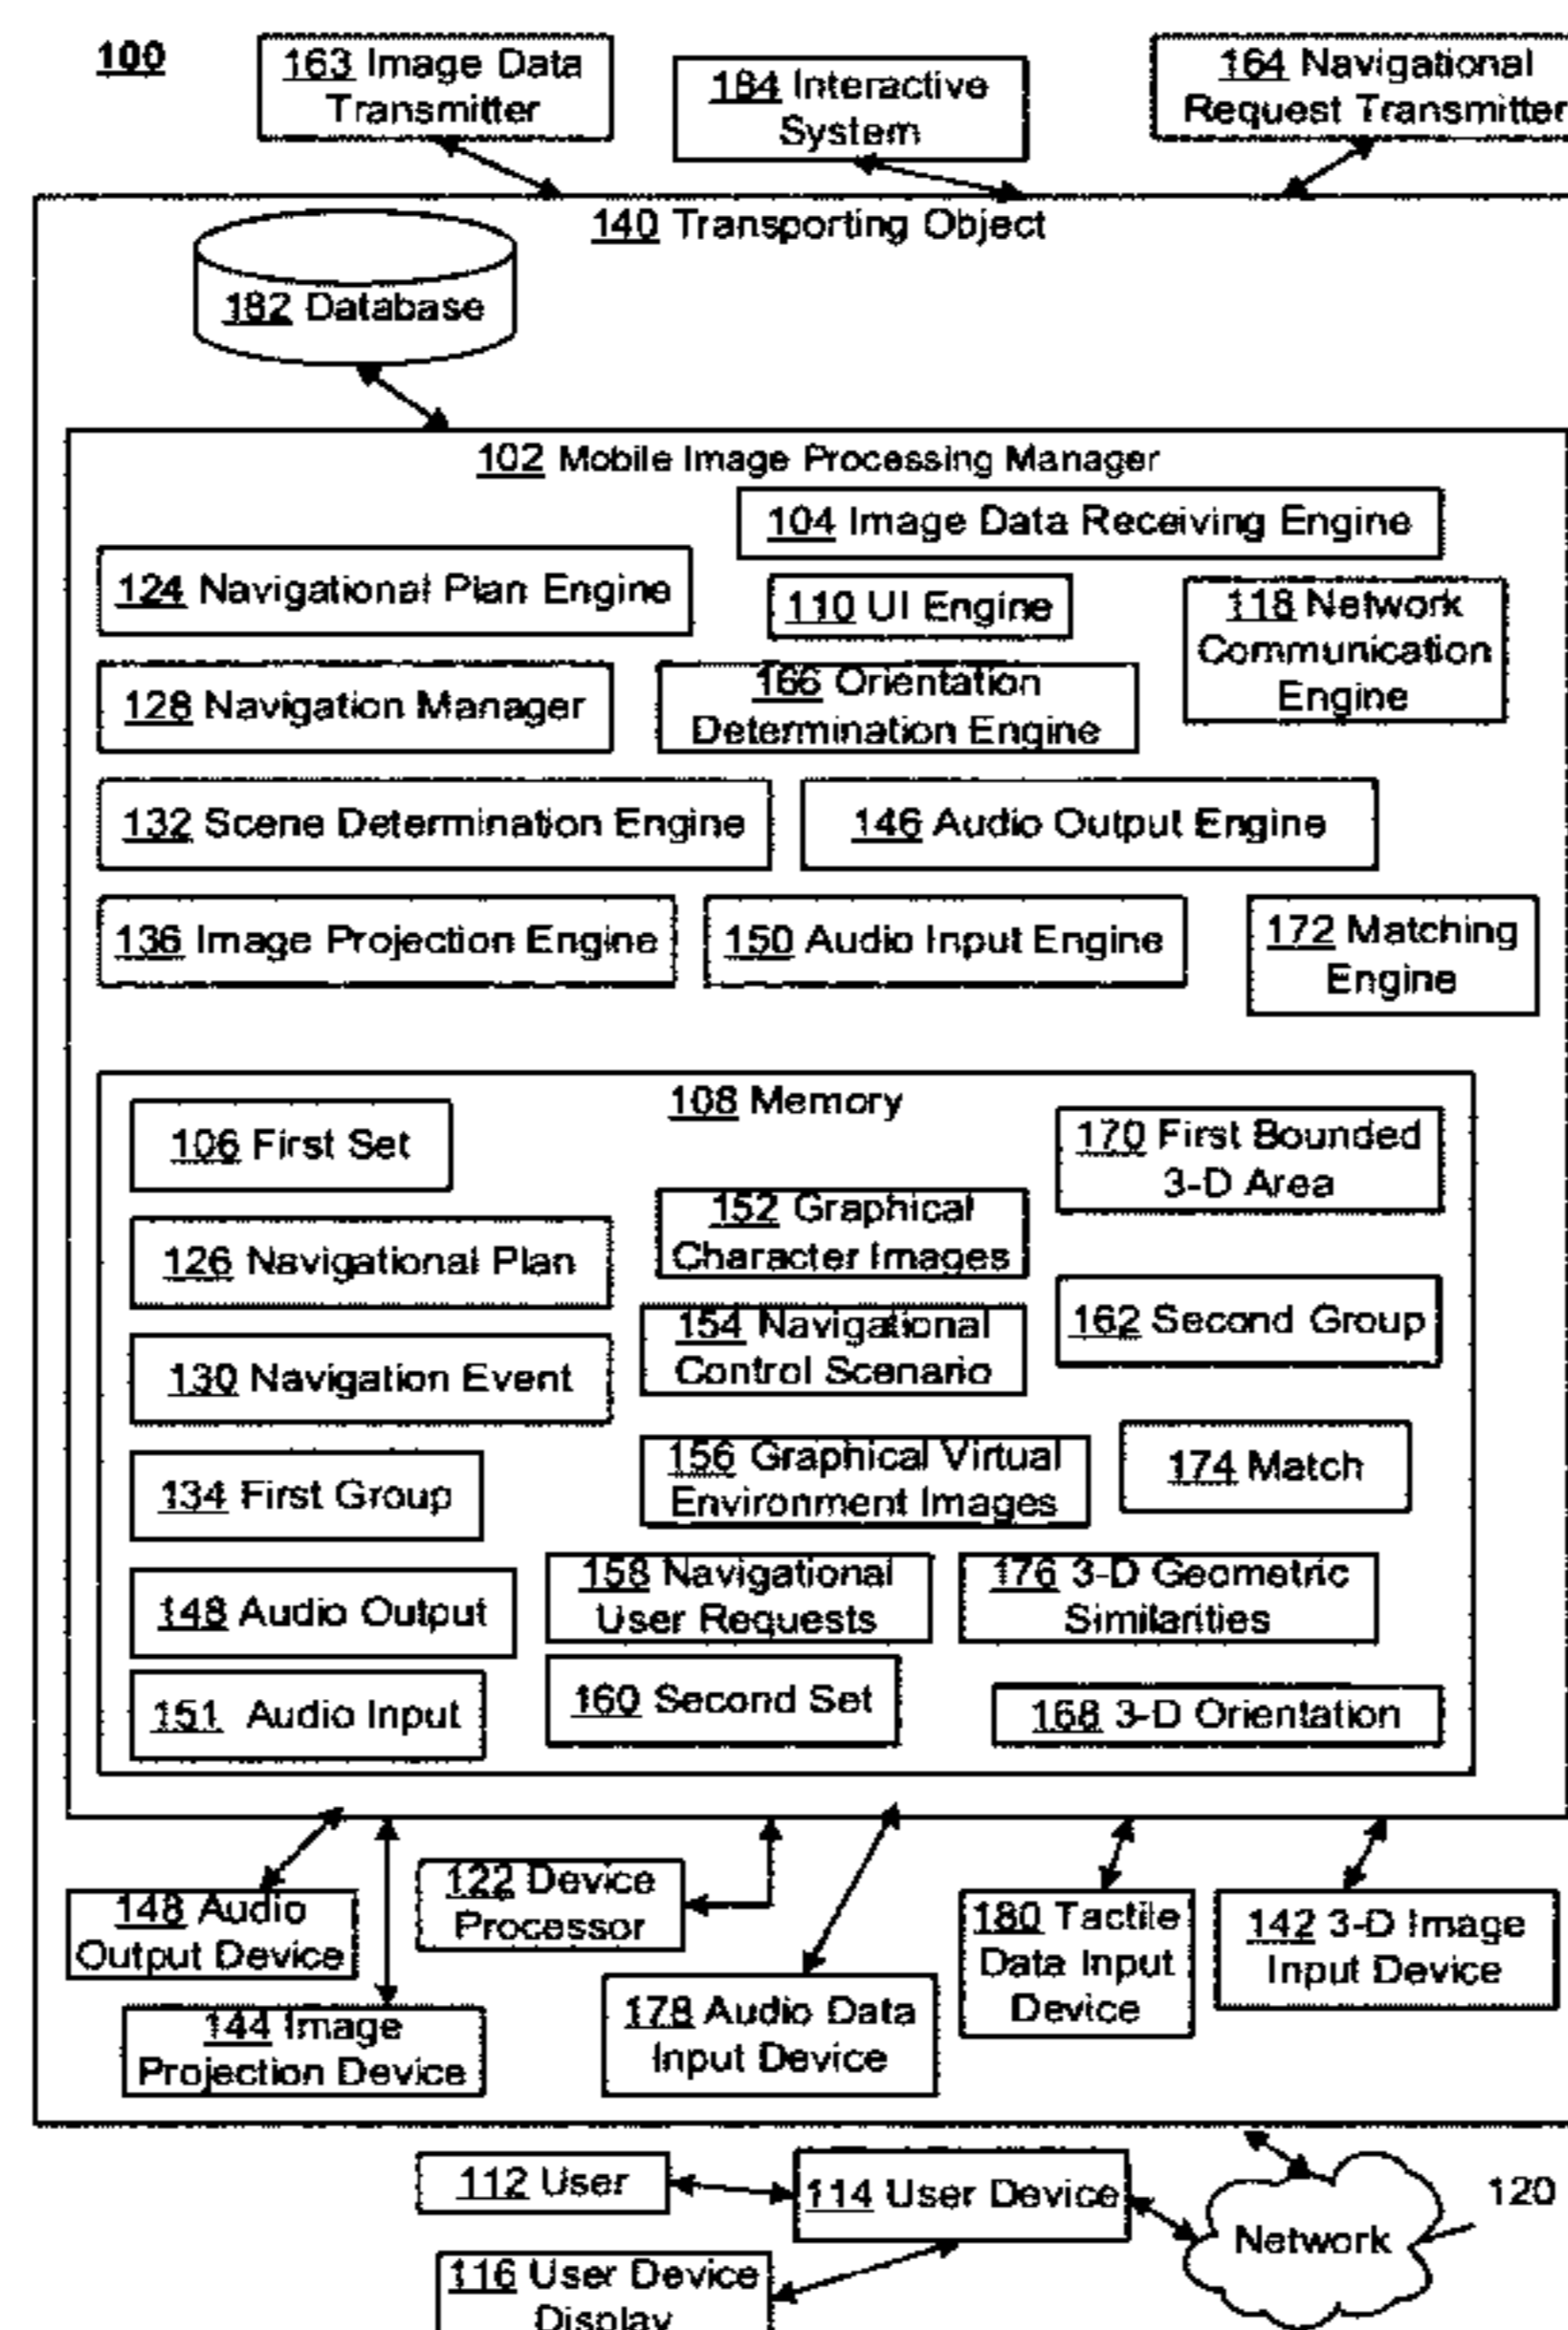 100
163 Image Data
Transmitter
184 Interactive
System
164 Navigational
Request Transmitter
140 Transporting Object
182 Database
102 Mobile Image Processing Manager
104 Image Data Receiving Engine
124 Navigational Plan Engine
110 UI Engine
118 Network
Communication
Engine
128 Navigation Manager
166 Orientation
Determination Engine
132 Scene Determination Engine
146 Audio Output Engine
136 Image Projection Engine
150 Audio Input Engine
172 Matching
Engine
108 Memory
106 First Set
170 First Bounded
3-D Area
152 Graphical
Character Images
126 Navigational Plan
162 Second Group
154 Navigational
Control Scenario
130 Navigation Event
156 Graphical Virtual
Environment Images
174 Match
134 First Group
158 Navigational
User Requests
176 3-D Geometric
Similarities
148 Audio Output
160 Second Set
168 3-D Orientation
151 Audio Input
122 Device
Processor
148 Audio
Output Device
180 Tactile
Data Input
Device
142 3-D Image
Input Device
144 Image
Projection Device
178 Audio Data
Input Device
112 User
114 User Device
120
Network
116 User Device
Display